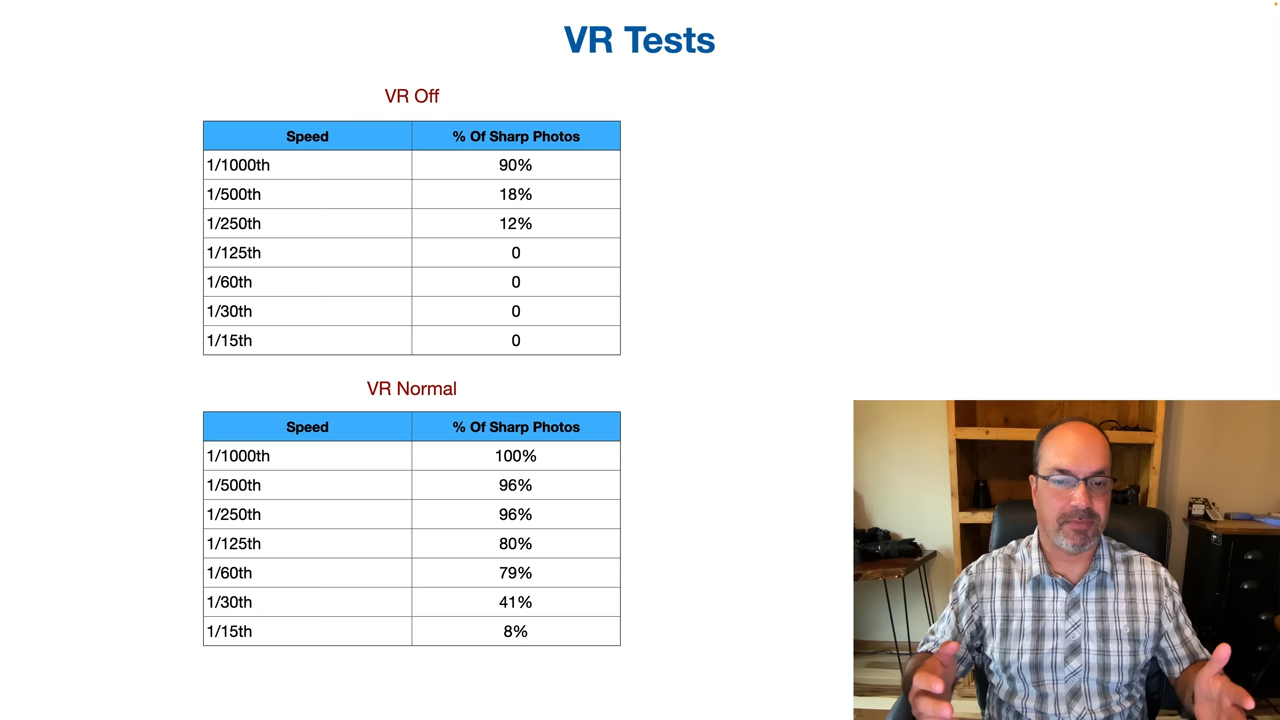 VR Tests
VR Off
Speed % Of Sharp Photos
1/1000th 90%
1/500th 18%
1/250th 12%
1/125th 0
1/60th 0
1/30th 0
1/15th 0
VR Normal
Speed % Of Sharp Photos
1/1000th 100%
1/500th 96%
1/250th 96%
1/125th 80%
1/60th 79%
1/30th 41%
1/15th 8%